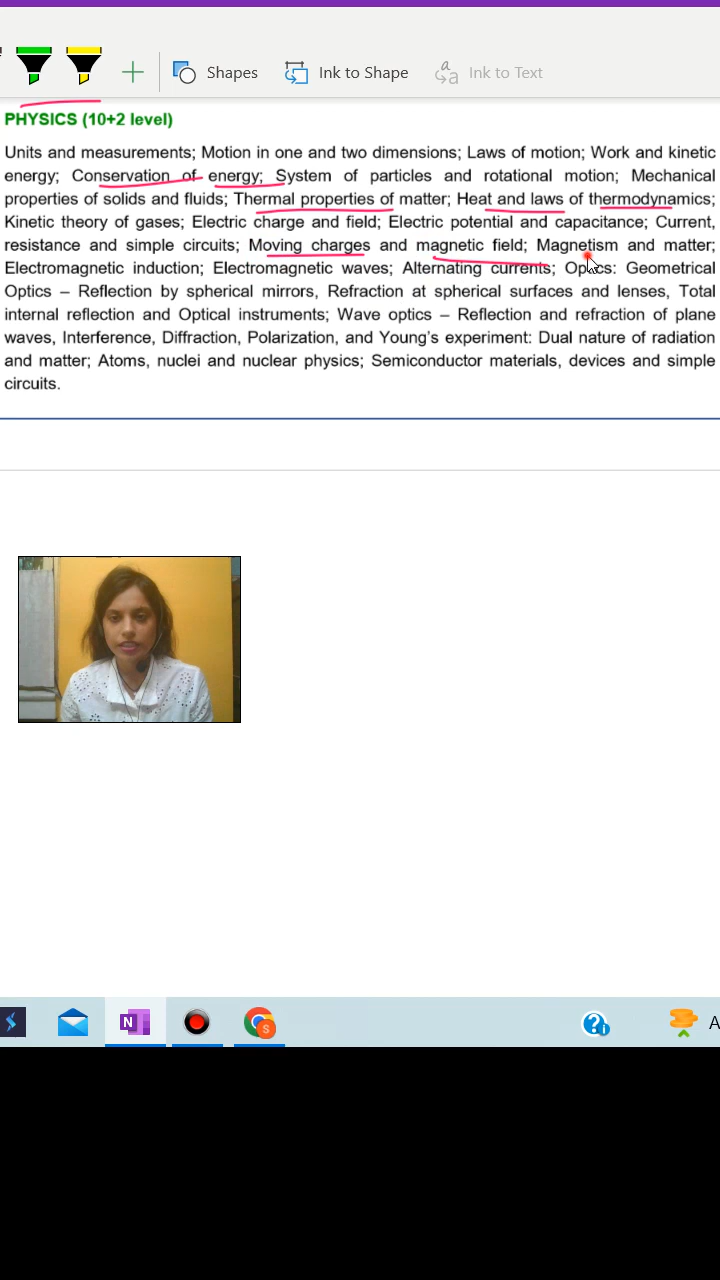 Shapes Ink to Shape Ink to Text
PHYSICS (10+2 level)
Units and measurements; Motion in one and two dimensions; Laws of motion; Work and kinetic
energy; Conservation of energy; System of particles and rotational motion; Mechanical
properties of solids and fluids; Thermal properties of matter; Heat and laws of thermodynamics;
Kinetic theory of gases; Electric charge and field; Electric potential and capacitance; Current,
resistance and simple circuits; Moving charges and magnetic field; Magnetism and matter;
Electromagnetic induction; Electromagnetic waves; Alternating currents; Optics: Geometrical
Optics – Reflection by spherical mirrors, Refraction at spherical surfaces and lenses, Total
internal reflection and Optical instruments; Wave optics – Reflection and refraction of plane
waves, Interference, Diffraction, Polarization, and Young's experiment: Dual nature of radiation
and matter; Atoms, nuclei and nuclear physics; Semiconductor materials, devices and simple
circuits.
N S ? i A